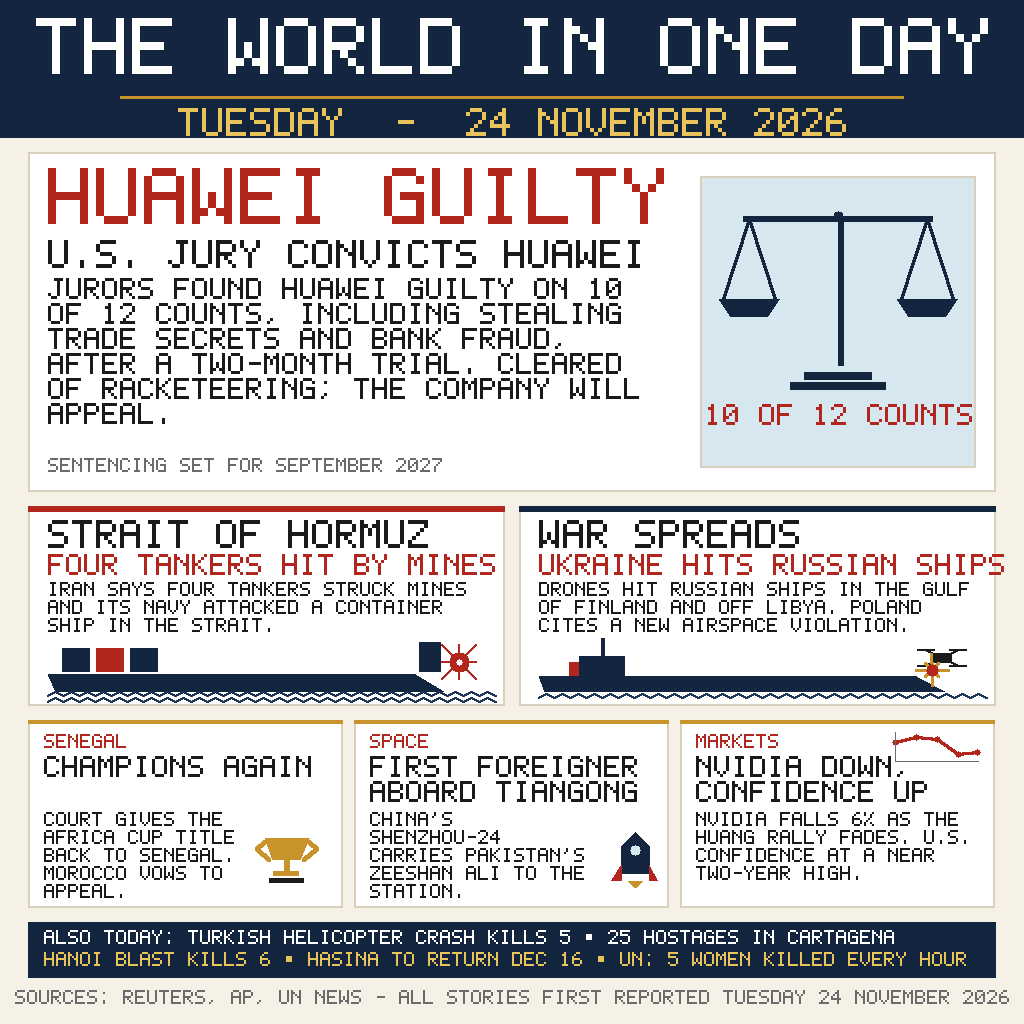 THE WORLD IN ONE DAY
TUESDAY - 24 NOVEMBER 2026
HUAWEI GUILTY
U.S. JURY CONVICTS HUAWEI
JURORS FOUND HUAWEI GUILTY ON 10
OF 12 COUNTS, INCLUDING STEALING
TRADE SECRETS AND BANK FRAUD,
AFTER A TWO-MONTH TRIAL. CLEARED
OF RACKETEERING; THE COMPANY WILL
APPEAL.
SENTENCING SET FOR SEPTEMBER 2027
10 OF 12 COUNTS
STRAIT OF HORMUZ
FOUR TANKERS HIT BY MINES
IRAN SAYS FOUR TANKERS STRUCK MINES
AND ITS NAVY ATTACKED A CONTAINER
SHIP IN THE STRAIT.
WAR SPREADS
UKRAINE HITS RUSSIAN SHIPS
DRONES HIT RUSSIAN SHIPS IN THE GULF
OF FINLAND AND OFF LIBYA. POLAND
CITES A NEW AIRSPACE VIOLATION.
SENEGAL
CHAMPIONS AGAIN
COURT GIVES THE
AFRICA CUP TITLE
BACK TO SENEGAL.
MOROCCO VOWS TO
APPEAL.
SPACE
FIRST FOREIGNER
ABOARD TIANGONG
CHINA'S
SHENZHOU-24
CARRIES PAKISTAN'S
ZEESHAN ALI TO THE
STATION.
MARKETS
NVIDIA DOWN,
CONFIDENCE UP
NVIDIA FALLS 6% AS THE
HUANG RALLY FADES. U.S.
CONFIDENCE AT A NEAR
TWO-YEAR HIGH.
ALSO TODAY: TURKISH HELICOPTER CRASH KILLS 5 ▪ 25 HOSTAGES IN CARTAGENA
HANOI BLAST KILLS 6 ▪ HASINA TO RETURN DEC 16 ▪ UN: 5 WOMEN KILLED EVERY HOUR
SOURCES: REUTERS, AP, UN NEWS - ALL STORIES FIRST REPORTED TUESDAY 24 NOVEMBER 2026